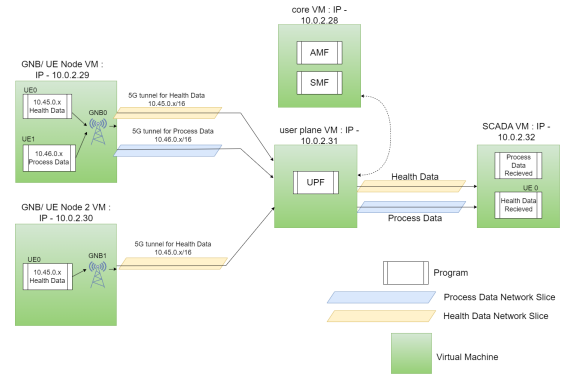 core VM : IP -
10.0.2.28
AMF
SMF
GNB/ UE Node VM :
IP - 10.0.2.29
UE0
10.45.0.x
Health Data
GNB0
UE1
10.46.0.x
Process Data
5G tunnel for Health Data
10.45.0.x/16
5G tunnel for Process Data
10.46.0.x/16
user plane VM : IP -
10.0.2.31
UPF
Health Data
Process Data
SCADA VM : IP -
10.0.2.32
Process
Data
Recieved
UE 0
Health Data
Recieved
GNB/ UE Node 2 VM :
IP - 10.0.2.30
UE0
10.45.0.x
Health Data
GNB1
5G tunnel for Health Data
10.45.0.x/16
Program
Process Data Network Slice
Health Data Network Slice
Virtual Machine